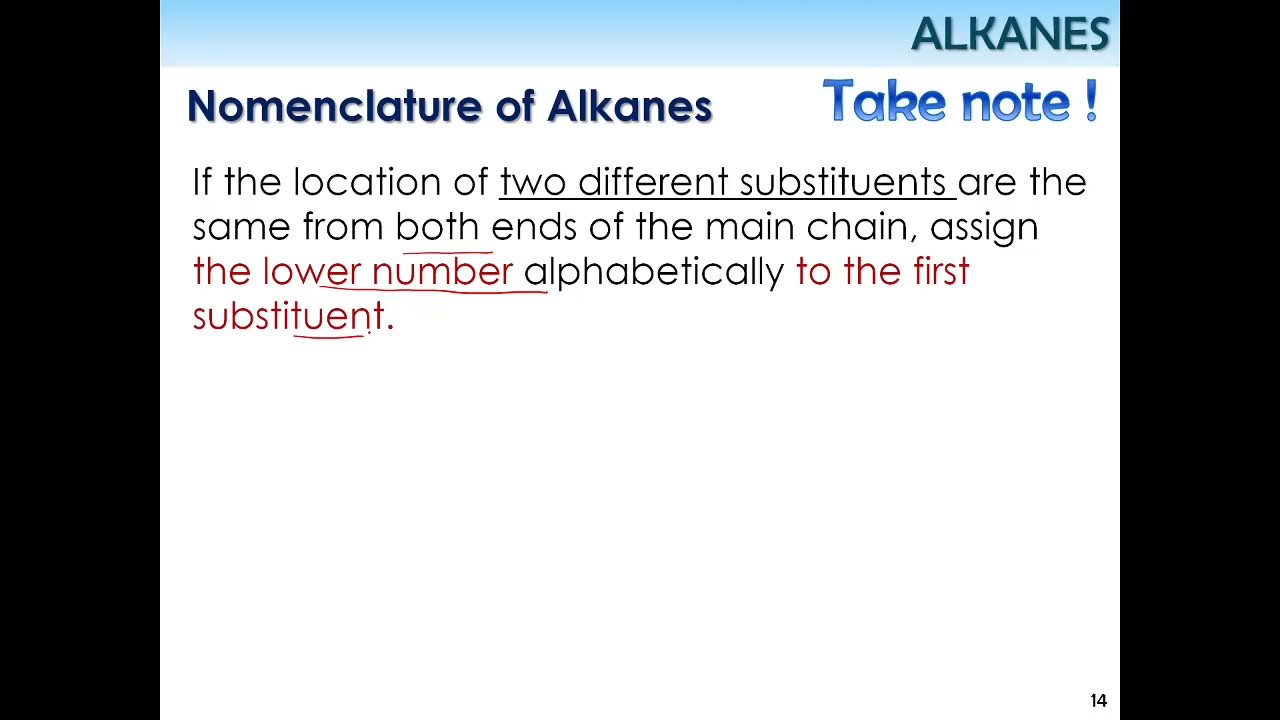 ALKANES
Nomenclature of Alkanes
Take note !
If the location of two different substituents are the
same from both ends of the main chain, assign
the lower number alphabetically to the first
substituent.
14